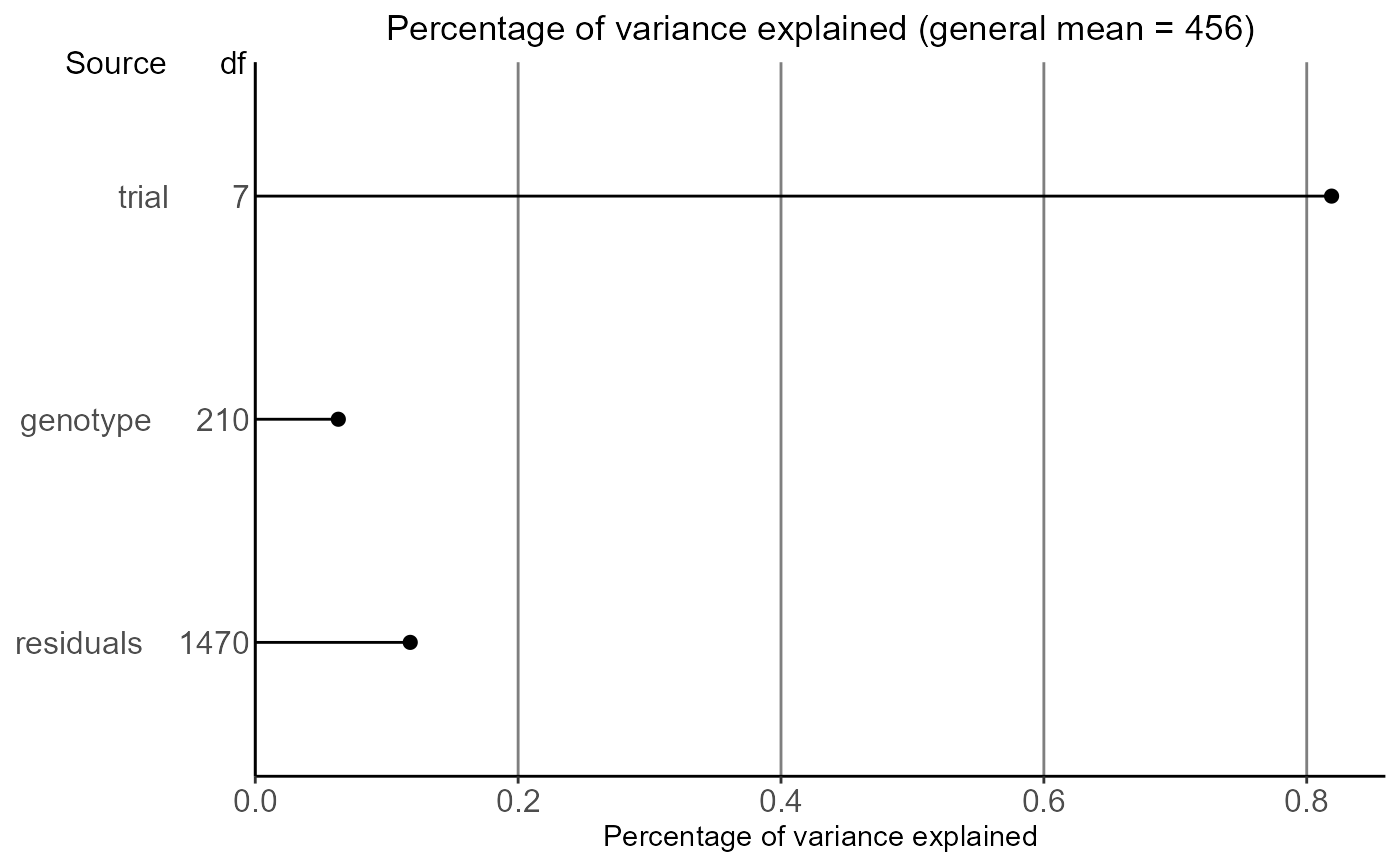 Percentage of variance explained (general mean = 456)
Source df
trial 7
genotype 210
residuals 1470
0.0 0.2 0.4 0.6 0.8
Percentage of variance explained